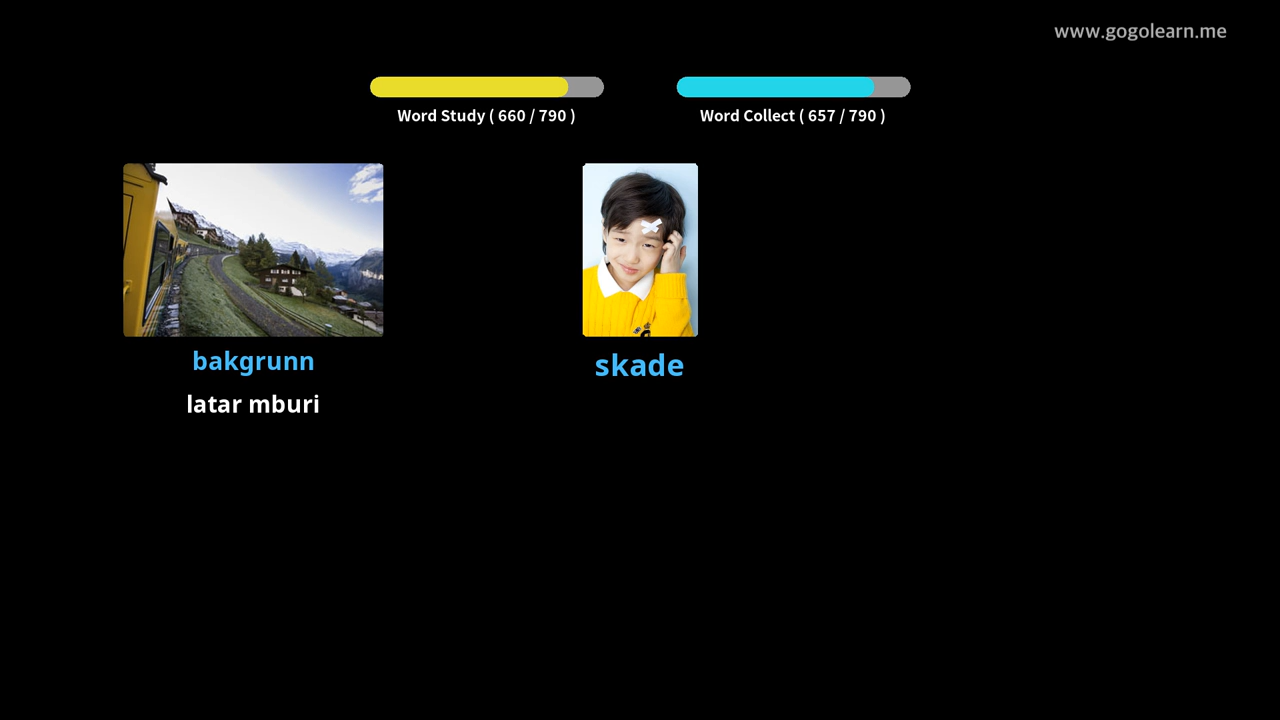 www.gogolearn.me
Word Study ( 660 / 790 )
Word Collect ( 657 / 790 )
bakgrunn
latar mburi
skade